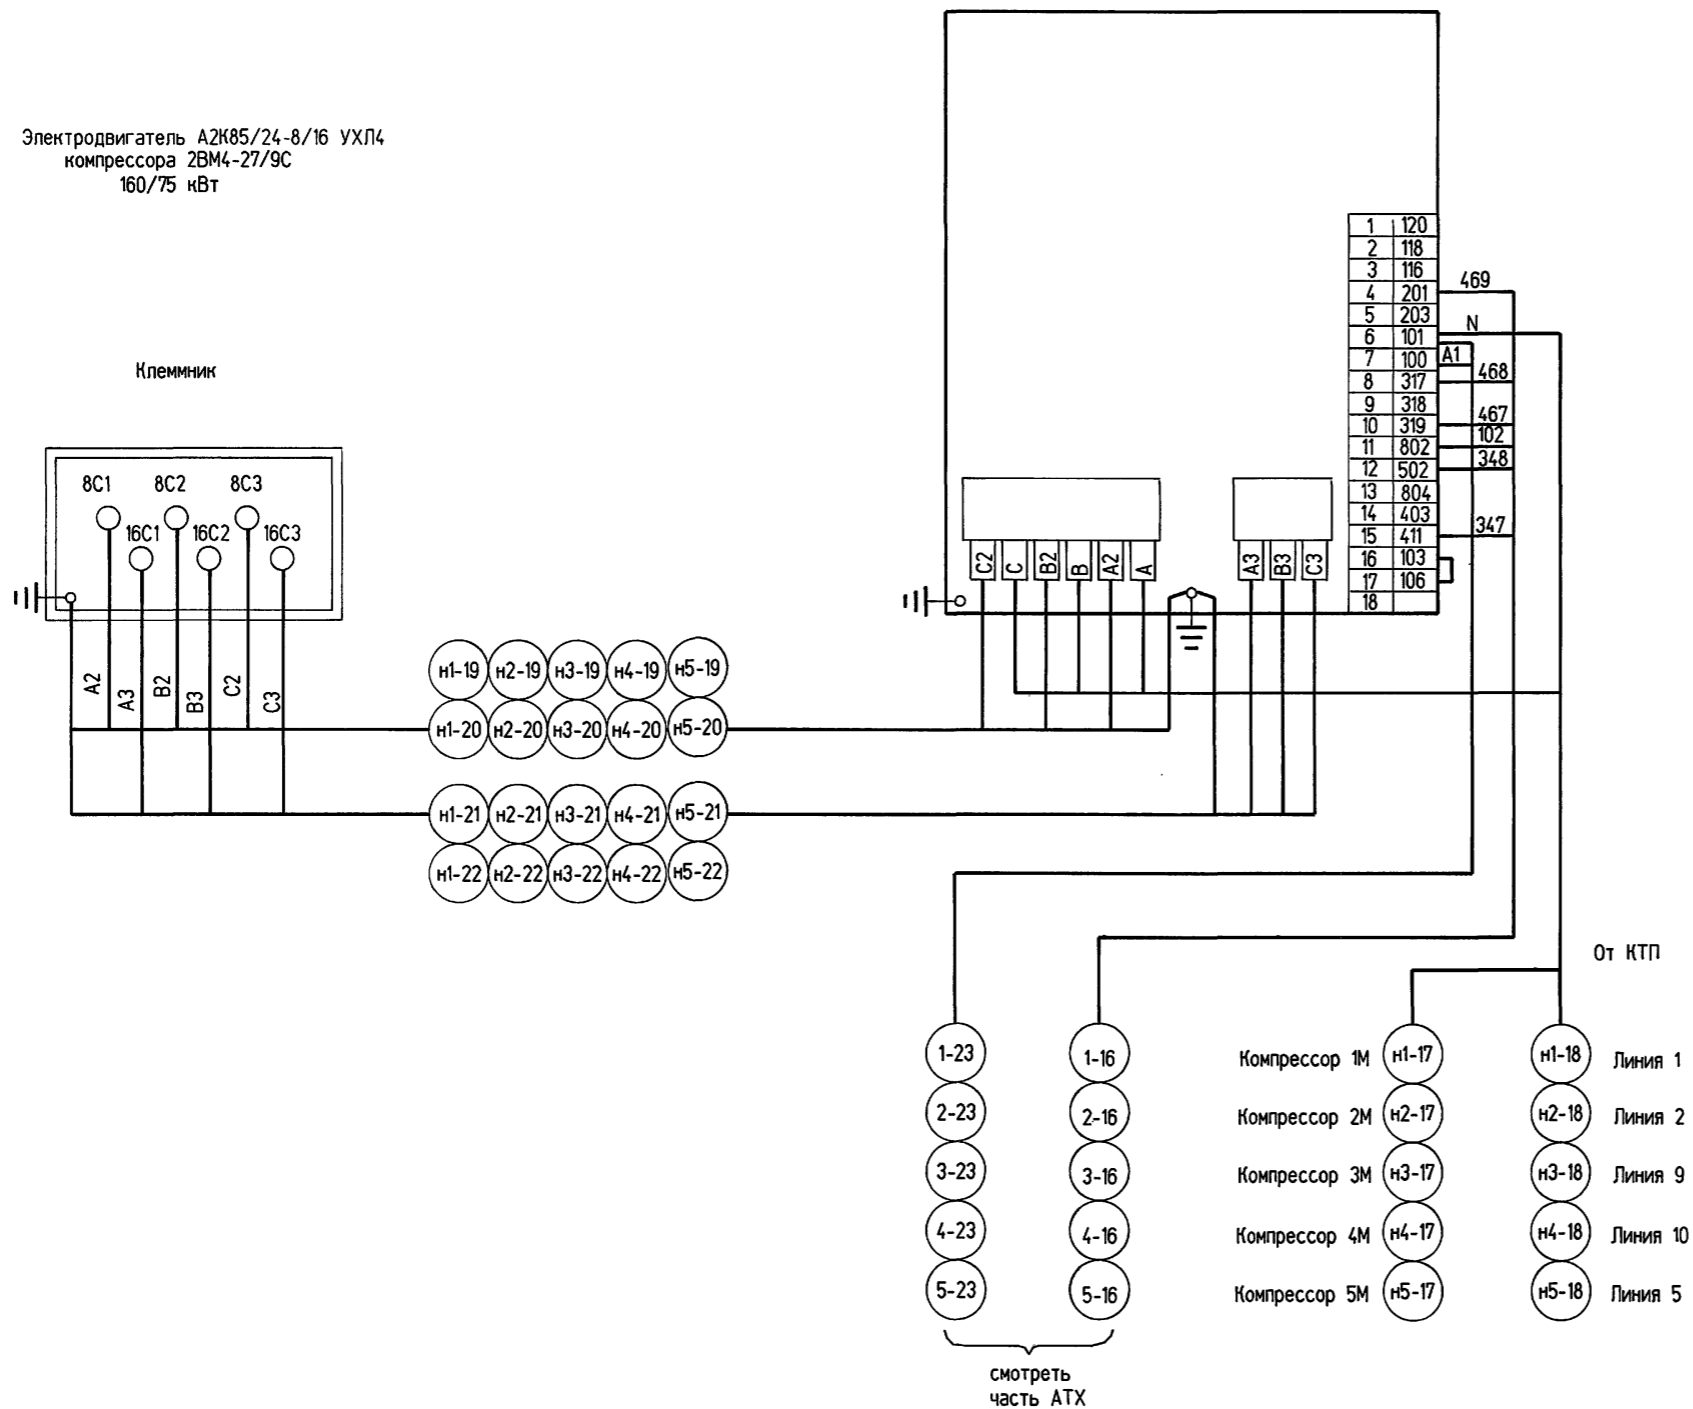 Электродвигатель А2К85/24-8/16 УХЛ4
компрессора 2ВМ4-27/9С
160/75 кВт
Клеммник
8С1 8С2 8С3
16С1 16С2 16С3
А2 А3 В2 В3 С2 С3
н1-19 н2-19 н3-19 н4-19 н5-19
н1-20 н2-20 н3-20 н4-20 н5-20
н1-21 н2-21 н3-21 н4-21 н5-21
н1-22 н2-22 н3-22 н4-22 н5-22
1 120
2 118
3 116
4 201 469
5 203
6 101 N
7 100 А1
8 317 468
9 318
10 319 467
11 802 102
12 502 348
13 804
14 403
15 411 347
16 103
17 106
18
С2 С В2 В А2 А А3 В3 С3
От КТП
1-23 1-16 Компрессор 1М н1-17 н1-18 Линия 1
2-23 2-16 Компрессор 2М н2-17 н2-18 Линия 2
3-23 3-16 Компрессор 3М н3-17 н3-18 Линия 9
4-23 4-16 Компрессор 4М н4-17 н4-18 Линия 10
5-23 5-16 Компрессор 5М н5-17 н5-18 Линия 5
смотреть
часть АТХ